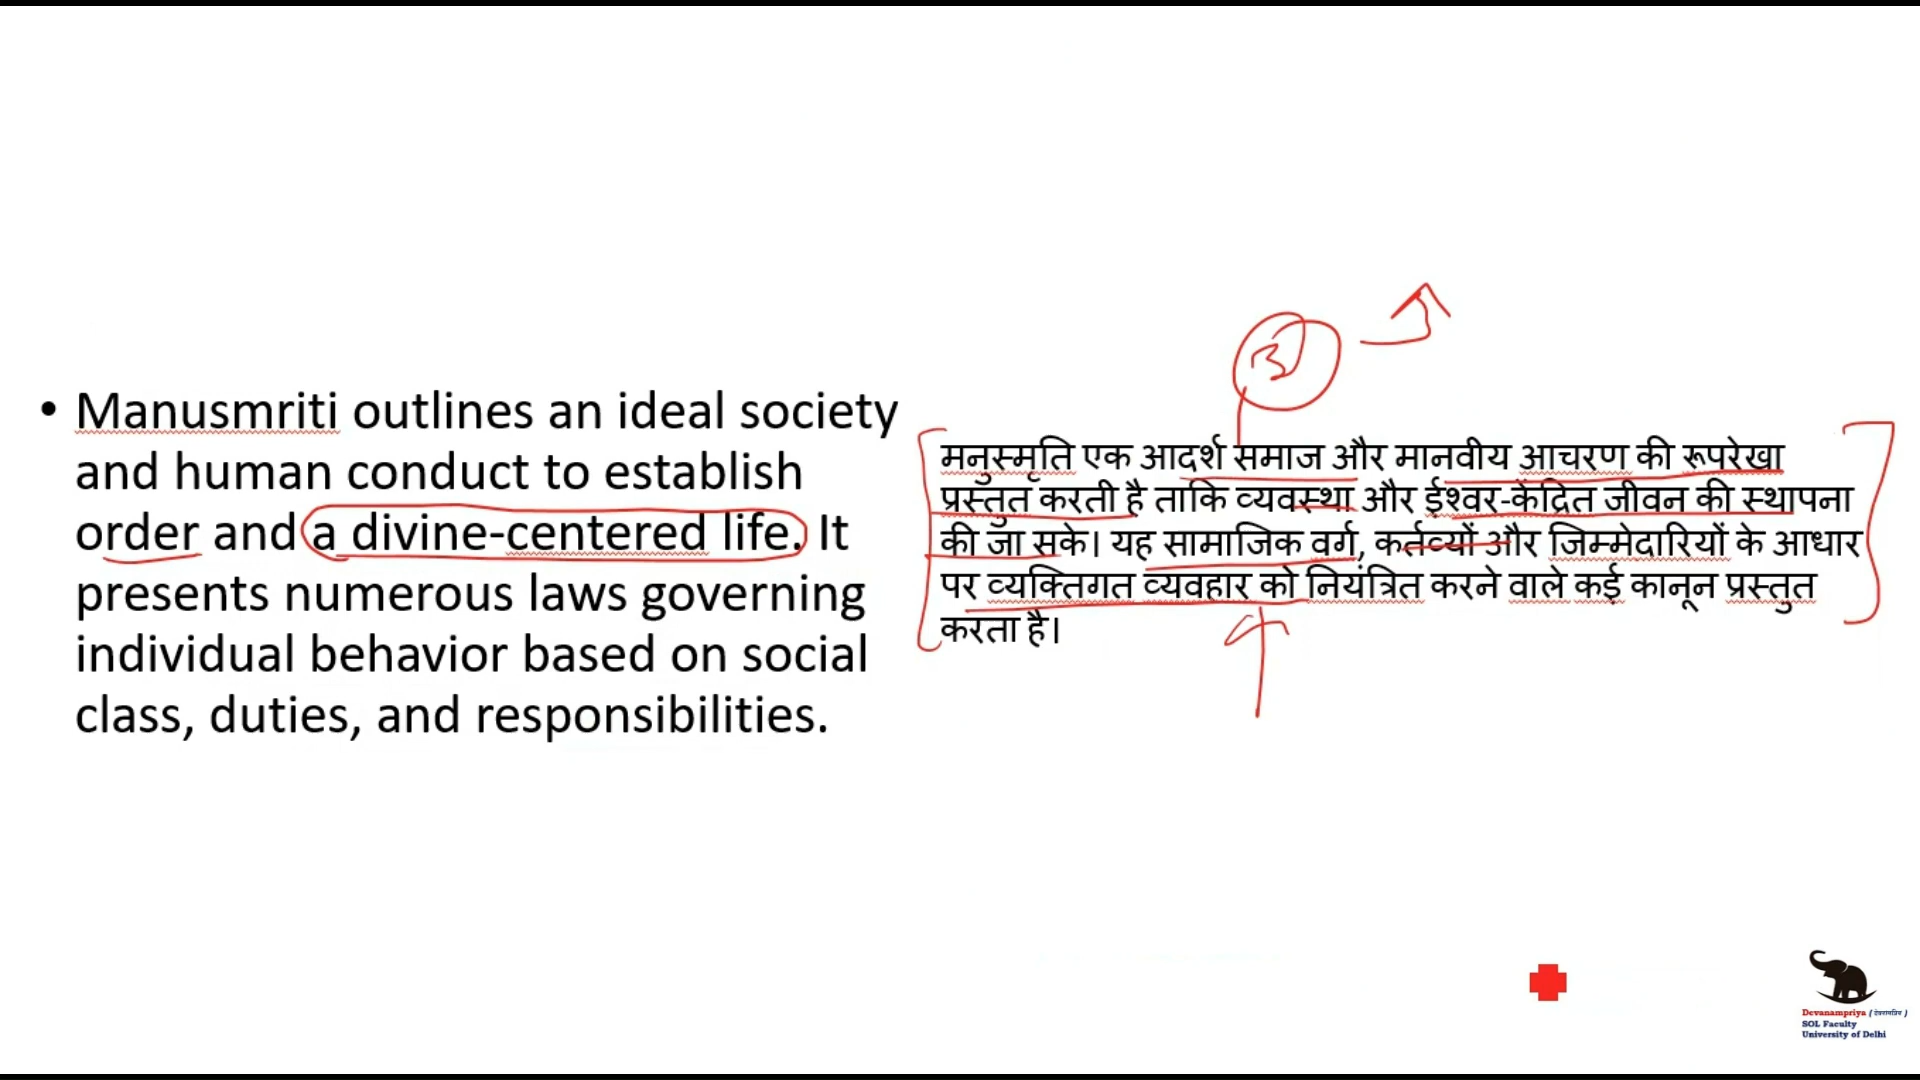 • Manusmriti outlines an ideal society
and human conduct to establish
order and a divine-centered life. It
presents numerous laws governing
individual behavior based on social
class, duties, and responsibilities.
3
मनुस्मृति एक आदर्श समाज और मानवीय आचरण की रूपरेखा
प्रस्तुत करती है ताकि व्यवस्था और ईश्वर-केंद्रित जीवन की स्थापना
की जा सके। यह सामाजिक वर्ग, कर्तव्यों और जिम्मेदारियों के आधार
पर व्यक्तिगत व्यवहार को नियंत्रित करने वाले कई कानून प्रस्तुत
करता है।
Devanampriya (देवानामप्रिय)
SOL Faculty
University of Delhi